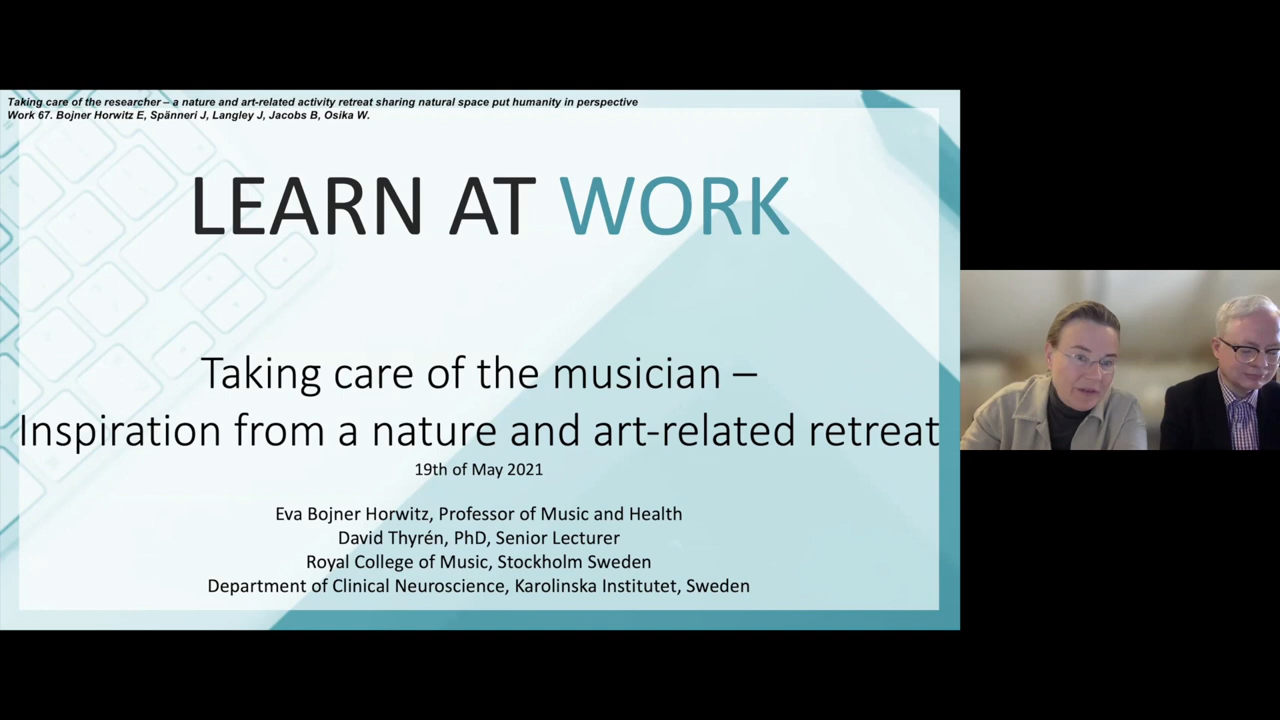 Taking care of the researcher – a nature and art-related activity retreat sharing natural space put humanity in perspective
Work 67. Bojner Horwitz E, Spänneri J, Langley J, Jacobs B, Osika W.
LEARN AT WORK
Taking care of the musician –
Inspiration from a nature and art-related retreat
19th of May 2021
Eva Bojner Horwitz, Professor of Music and Health
David Thyrén, PhD, Senior Lecturer
Royal College of Music, Stockholm Sweden
Department of Clinical Neuroscience, Karolinska Institutet, Sweden